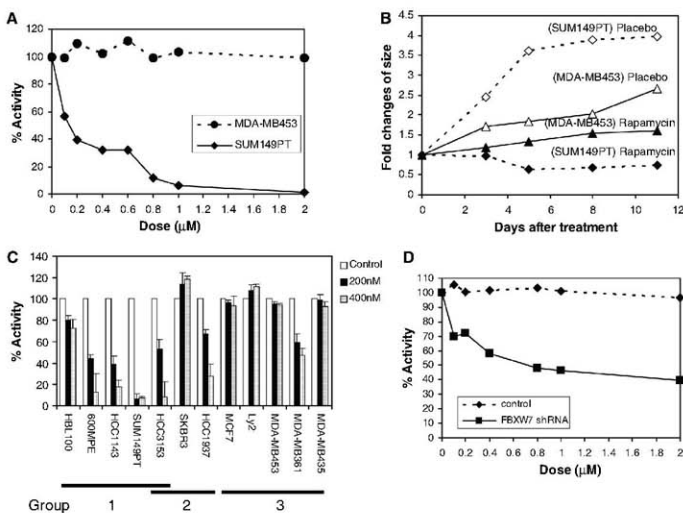 A
120
100
80
60
40
20
0
% Activity
MDA-MB453
SUM149PT
0 0.2 0.4 0.6 0.8 1 1.2 1.4 1.6 1.8 2
Dose (μM)
B
4.5
4
3.5
3
2.5
2
1.5
1
0.5
0
Fold changes of size
(SUM149PT) Placebo
(MDA-MB453) Placebo
(MDA-MB453) Rapamycin
(SUM149PT) Rapamycin
0 2 4 6 8 10 12
Days after treatment
C
140
120
100
80
60
40
20
0
% Activity
Control
200nM
400nM
HBL100
600MPE
HCC1143
SUM149PT
HCC3153
SKBR3
HCC1937
MCF7
Ly2
MDA-MB453
MDA-MB361
MDA-MB435
Group 1 2 3
D
110
100
90
80
70
60
50
40
30
20
10
0
% Activity
control
FBXW7 shRNA
0 0.2 0.4 0.6 0.8 1 1.2 1.4 1.6 1.8 2
Dose (μM)